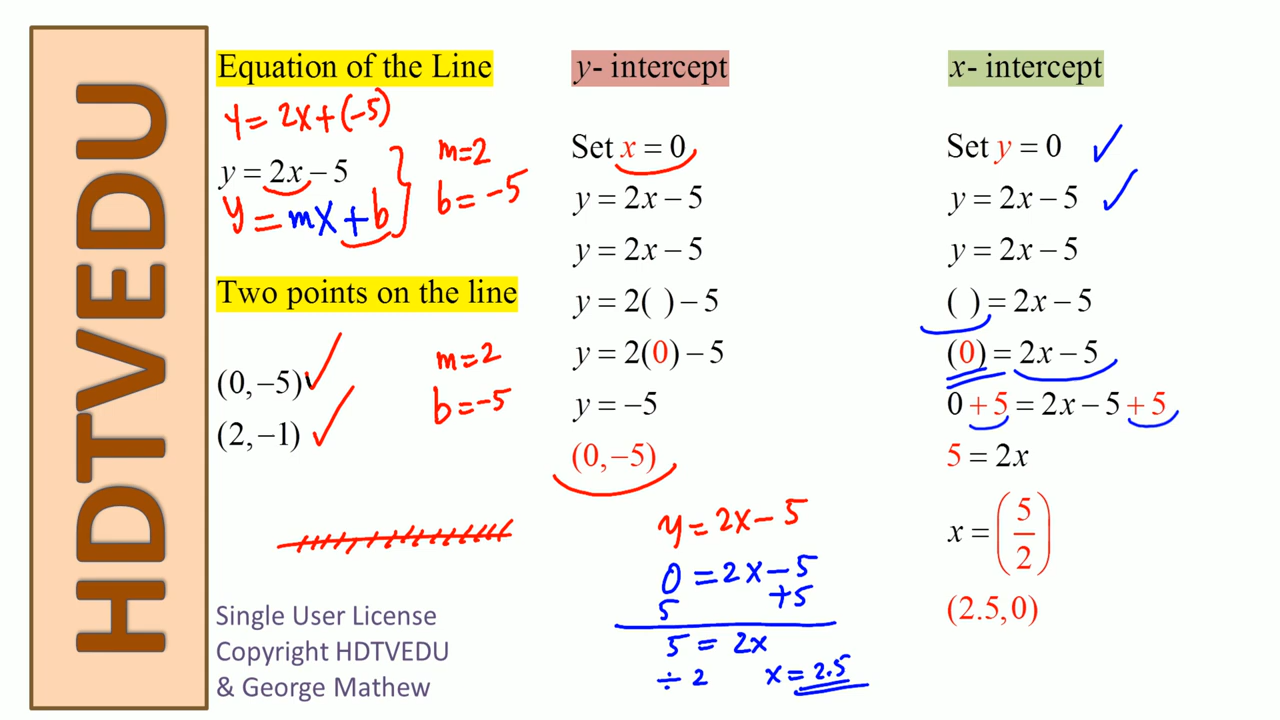 HDTVEDU
Equation of the Line
y = 2x + (-5)
y = 2x − 5
y = mx + b
m = 2
b = -5
Two points on the line
(0, −5)
(2, −1)
m = 2
b = -5
Single User License
Copyright HDTVEDU
& George Mathew
y- intercept
Set x = 0
y = 2x − 5
y = 2x − 5
y = 2( ) − 5
y = 2(0) − 5
y = −5
(0, −5)
y = 2x - 5
0 = 2x - 5
5 +5
5 = 2x
÷ 2 x = 2.5
x- intercept
Set y = 0
y = 2x − 5
y = 2x − 5
( ) = 2x − 5
(0) = 2x − 5
0 + 5 = 2x − 5 + 5
5 = 2x
x = (5/2)
(2.5, 0)